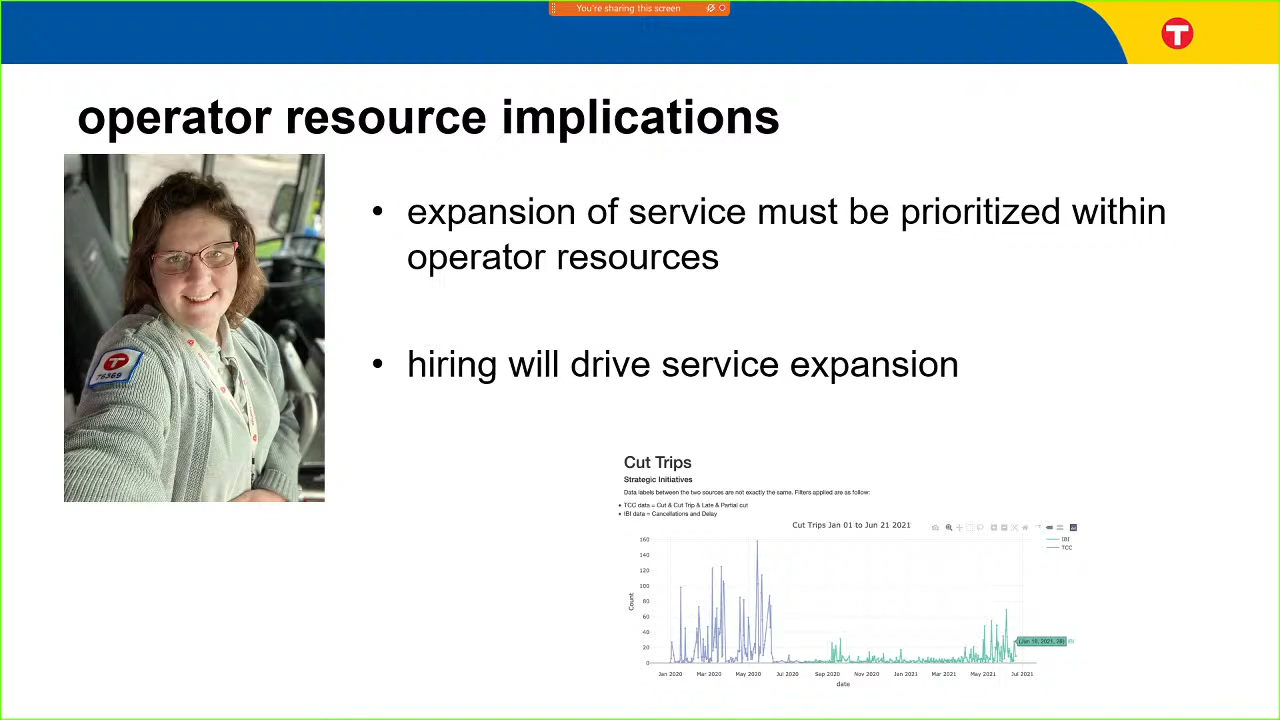 You're sharing this screen
T
operator resource implications
• expansion of service must be prioritized within
operator resources
• hiring will drive service expansion
T
76369
Cut Trips
Strategic Initiatives
Data labels between the two sources are not exactly the same. Filters applied are as follow:
• TCC data = Cut & Cut Trip & Late & Partial cut
• IBI data = Cancellations and Delay
Cut Trips Jan 01 to Jun 21 2021
IBI
TCC
160
140
120
100
80
60
40
20
0
Count
IBI
Jan 2020 Mar 2020 May 2020 Jul 2020 Sep 2020 Nov 2020 Jan 2021 Mar 2021 May 2021 Jul 2021
date